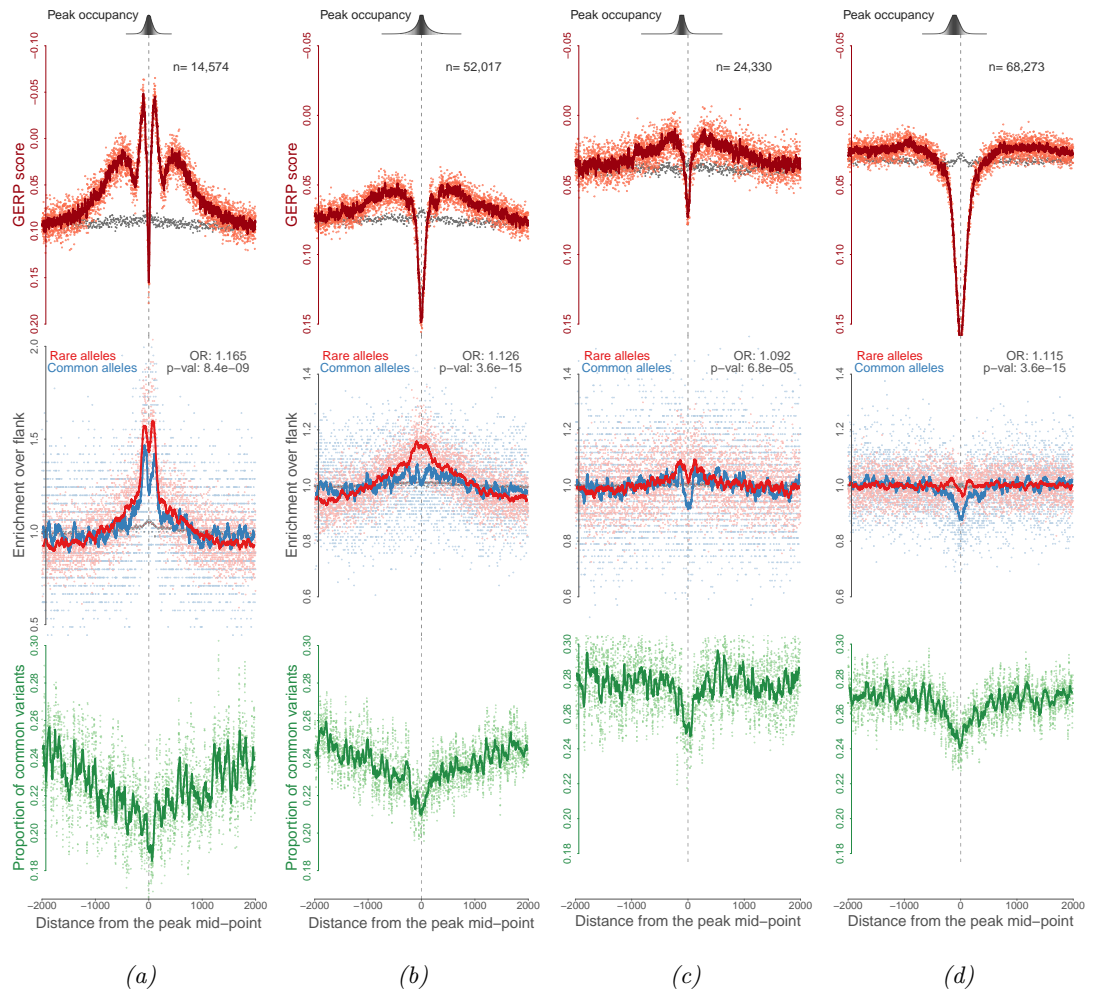 Peak occupancy
Peak occupancy
Peak occupancy
Peak occupancy
n= 14,574
n= 52,017
n= 24,330
n= 68,273
GERP score
−0.10
−0.05
0.00
0.05
0.10
0.15
0.20
GERP score
−0.05
0.00
0.05
0.10
0.15
−0.05
0.00
0.05
0.10
0.15
−0.05
0.00
0.05
0.10
0.15
Rare alleles
Common alleles
OR: 1.165
p−val: 8.4e−09
Rare alleles
Common alleles
OR: 1.126
p−val: 3.6e−15
Rare alleles
Common alleles
OR: 1.092
p−val: 6.8e−05
Rare alleles
Common alleles
OR: 1.115
p−val: 3.6e−15
Enrichment over flank
2.0
1.5
1.0
0.5
Enrichment over flank
1.4
1.2
1.0
0.8
0.6
1.4
1.2
1.0
0.8
0.6
1.4
1.2
1.0
0.8
0.6
Proportion of common variants
0.30
0.28
0.26
0.24
0.22
0.20
0.18
Proportion of common variants
0.30
0.28
0.26
0.24
0.22
0.20
0.18
0.30
0.28
0.26
0.24
0.22
0.20
0.18
0.30
0.28
0.26
0.24
0.22
0.20
0.18
−2000 −1000 0 1000 2000
−2000 −1000 0 1000 2000
−2000 −1000 0 1000 2000
−2000 −1000 0 1000 2000
Distance from the peak mid−point
Distance from the peak mid−point
Distance from the peak mid−point
Distance from the peak mid−point
(a)
(b)
(c)
(d)